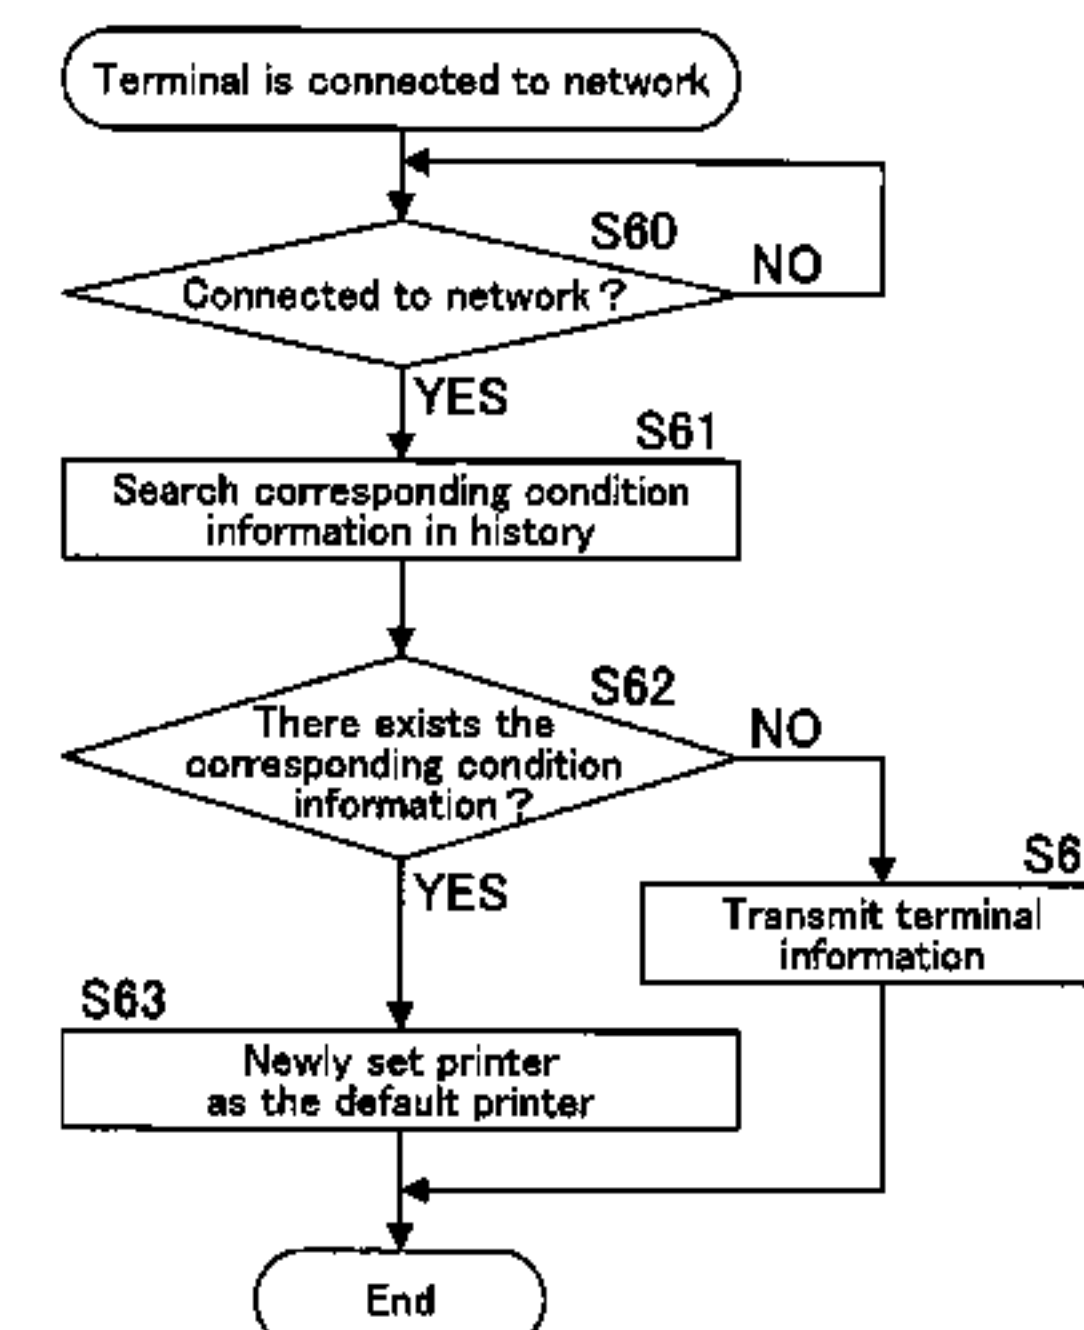 Terminal is connected to network
S60
Connected to network?
NO
YES
S61
Search corresponding condition
information in history
S62
There exists the
corresponding condition
information?
NO
YES
S6
Transmit terminal
information
S63
Newly set printer
as the default printer
End